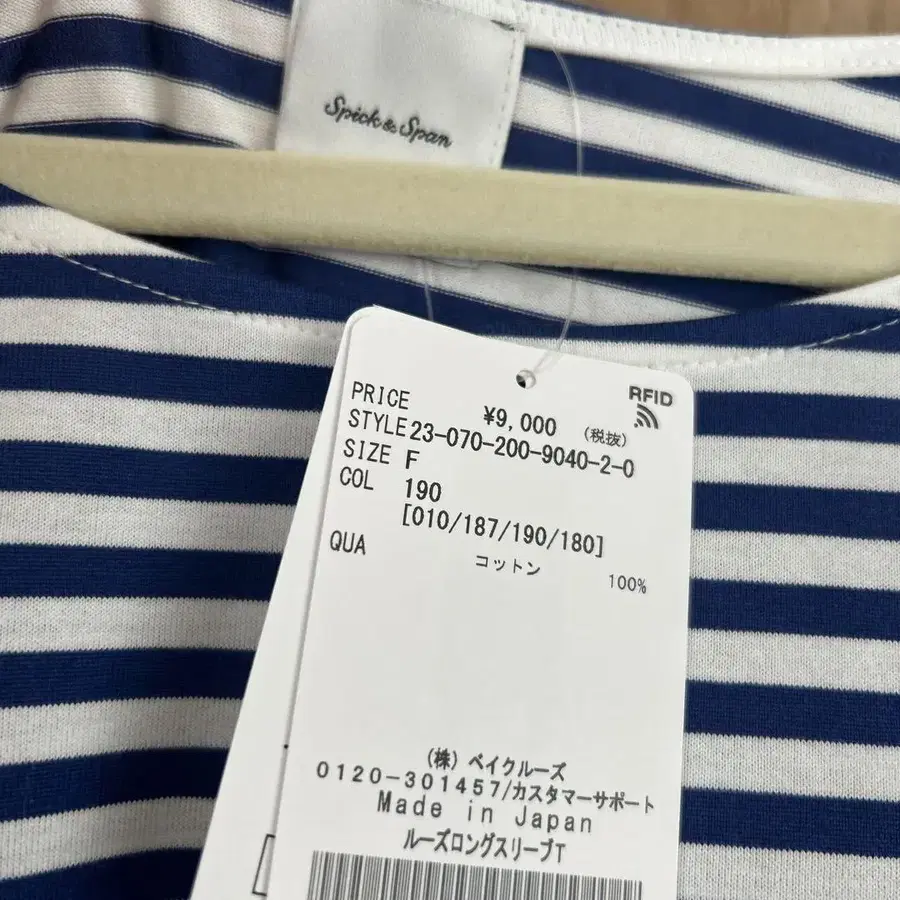 Spick & Span
RFID
PRICE ¥9,000 (税抜)
STYLE 23-070-200-9040-2-0
SIZE F
COL 190
[010/187/190/180]
QUA コットン 100%
(株) ベイクルーズ
0120-301457/カスタマーサポート
Made in Japan
ルーズロングスリーブT